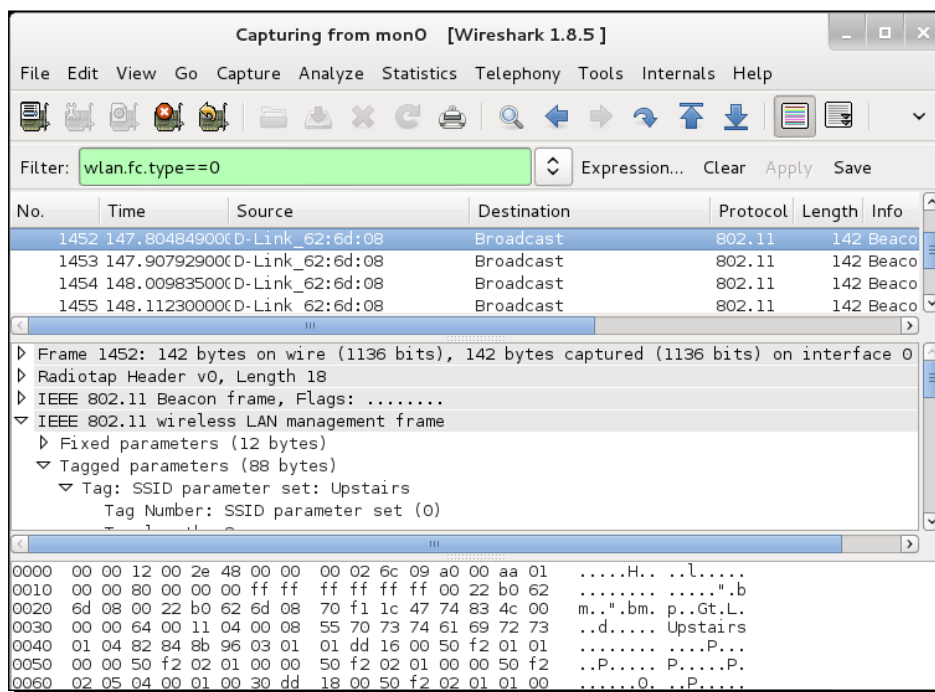 Capturing from mon0 [Wireshark 1.8.5 ]
File Edit View Go Capture Analyze Statistics Telephony Tools Internals Help
Filter: wlan.fc.type==0 Expression... Clear Apply Save
No. Time Source Destination Protocol Length Info
1452 147.804849000 D-Link_62:6d:08 Broadcast 802.11 142 Beaco
1453 147.907929000 D-Link_62:6d:08 Broadcast 802.11 142 Beaco
1454 148.009835000 D-Link_62:6d:08 Broadcast 802.11 142 Beaco
1455 148.112300000 D-Link_62:6d:08 Broadcast 802.11 142 Beaco
Frame 1452: 142 bytes on wire (1136 bits), 142 bytes captured (1136 bits) on interface 0
Radiotap Header v0, Length 18
IEEE 802.11 Beacon frame, Flags: ........
IEEE 802.11 wireless LAN management frame
Fixed parameters (12 bytes)
Tagged parameters (88 bytes)
Tag: SSID parameter set: Upstairs
Tag Number: SSID parameter set (0)
0000 00 00 12 00 2e 48 00 00 00 02 6c 09 a0 00 aa 01 .....H.. ..l.....
0010 00 00 80 00 00 00 ff ff ff ff ff ff 00 22 b0 62 ........ .....".b
0020 6d 08 00 22 b0 62 6d 08 70 f1 1c 47 74 83 4c 00 m..".bm. p..Gt.L.
0030 00 00 64 00 11 04 00 08 55 70 73 74 61 69 72 73 ..d..... Upstairs
0040 01 04 82 84 8b 96 03 01 01 dd 16 00 50 f2 01 01 ........ ....P...
0050 00 00 50 f2 02 01 00 00 50 f2 02 01 00 00 50 f2 ..P..... P.....P.
0060 02 05 04 00 01 00 30 dd 18 00 50 f2 02 01 01 00 ......0. ..P.....